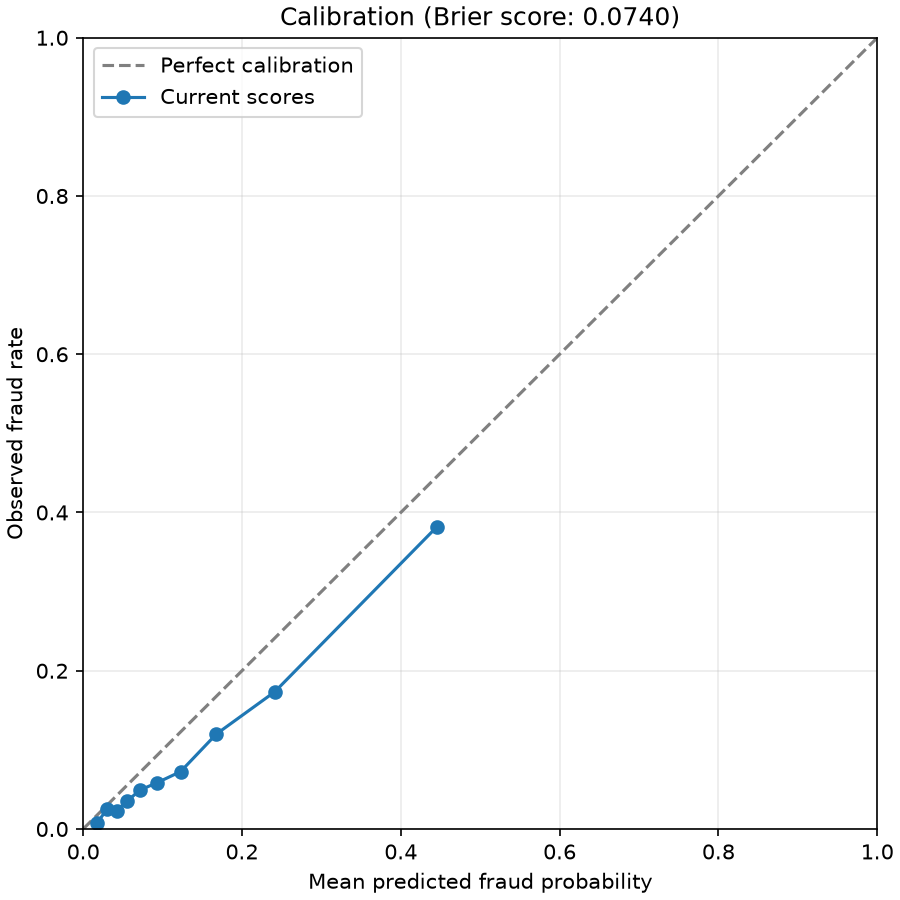 Calibration (Brier score: 0.0740)
Perfect calibration
Current scores
1.0
0.8
0.6
0.4
0.2
0.0
Observed fraud rate
0.0 0.2 0.4 0.6 0.8 1.0
Mean predicted fraud probability